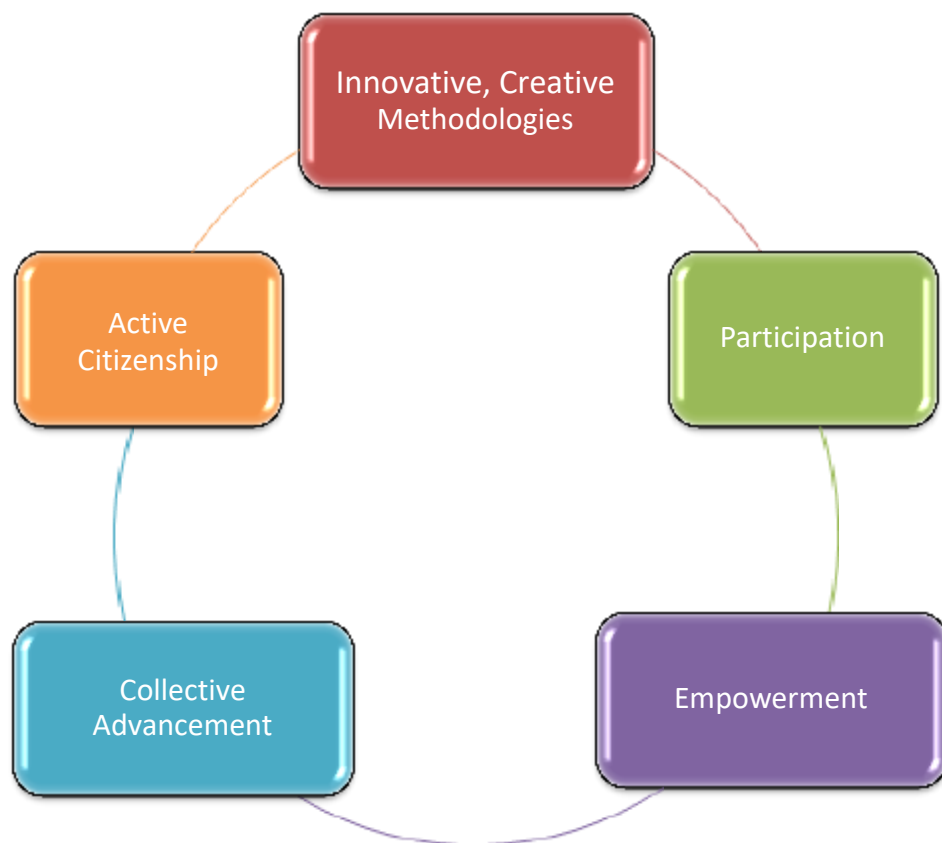 Innovative, Creative
Methodologies
Participation
Empowerment
Collective
Advancement
Active
Citizenship